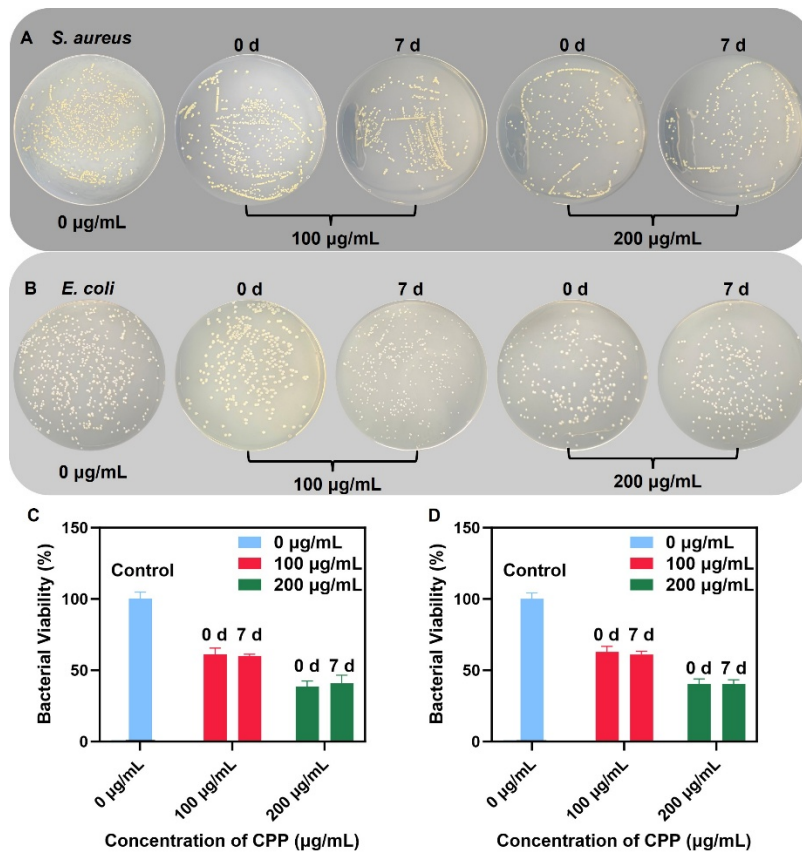 A S. aureus
0 d 7 d 0 d 7 d
0 µg/mL
100 µg/mL
200 µg/mL
B E. coli
0 d 7 d 0 d 7 d
0 µg/mL
100 µg/mL
200 µg/mL
C
150
100
50
0
Bacterial Viability (%)
0 µg/mL
100 µg/mL
200 µg/mL
Control
0 d 7 d
0 d 7 d
0 µg/mL
100 µg/mL
200 µg/mL
Concentration of CPP (µg/mL)
D
150
100
50
0
Bacterial Viability (%)
0 µg/mL
100 µg/mL
200 µg/mL
Control
0 d 7 d
0 d 7 d
0 µg/mL
100 µg/mL
200 µg/mL
Concentration of CPP (µg/mL)